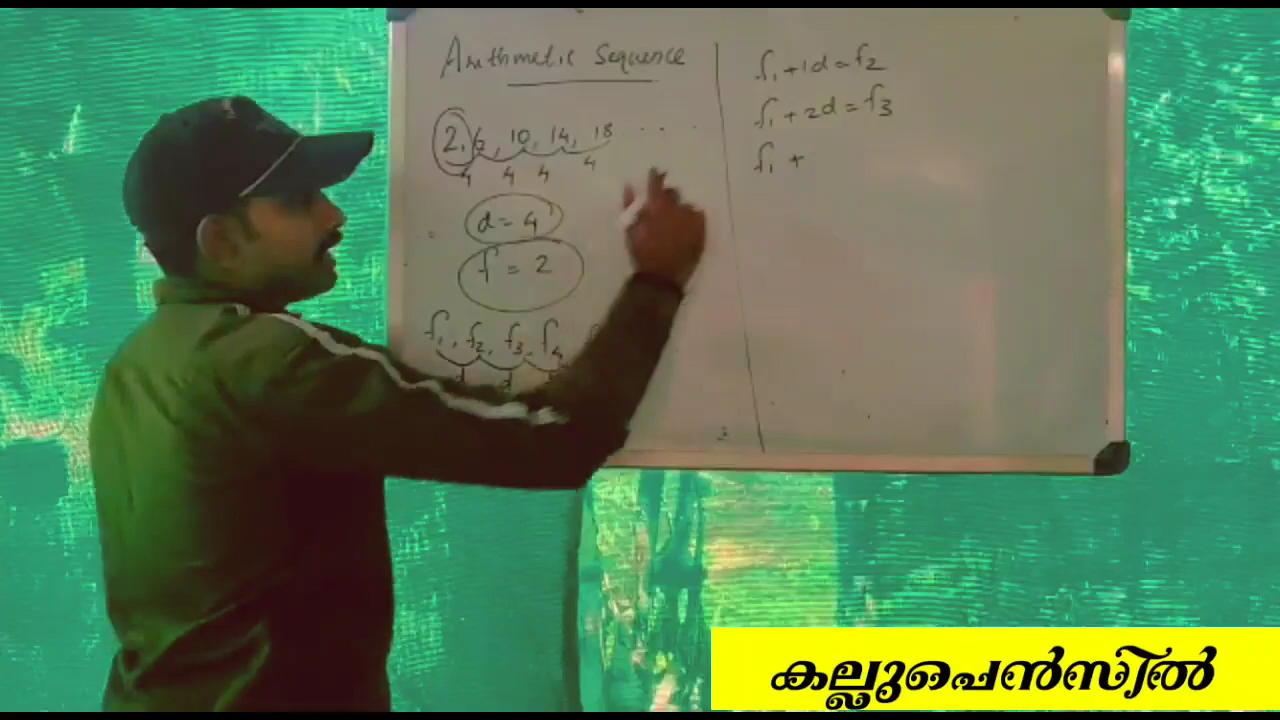 Arithmetic Sequence
2, 6, 10, 14, 18 . . . .
4 4 4 4
d = 4
f = 2
f₁, f₂, f₃, f₄
d d
f₁ + 1d = f₂
f₁ + 2d = f₃
f₁ +
കല്ലുപെൻസിൽ